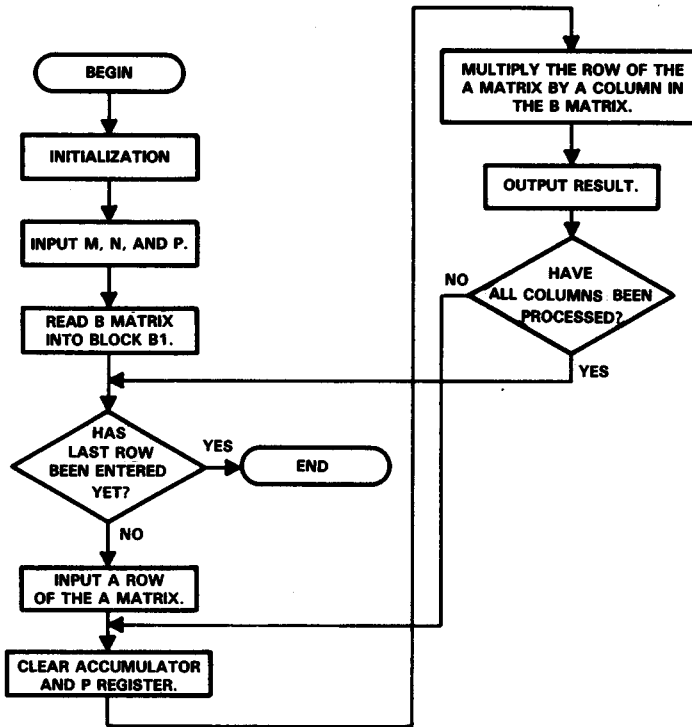 BEGIN
INITIALIZATION
INPUT M, N, AND P.
READ B MATRIX
INTO BLOCK B1.
HAS
LAST ROW
BEEN ENTERED
YET?
YES
END
NO
INPUT A ROW
OF THE A MATRIX.
CLEAR ACCUMULATOR
AND P REGISTER.
MULTIPLY THE ROW OF THE
A MATRIX BY A COLUMN IN
THE B MATRIX.
OUTPUT RESULT.
HAVE
ALL COLUMNS BEEN
PROCESSED?
NO
YES